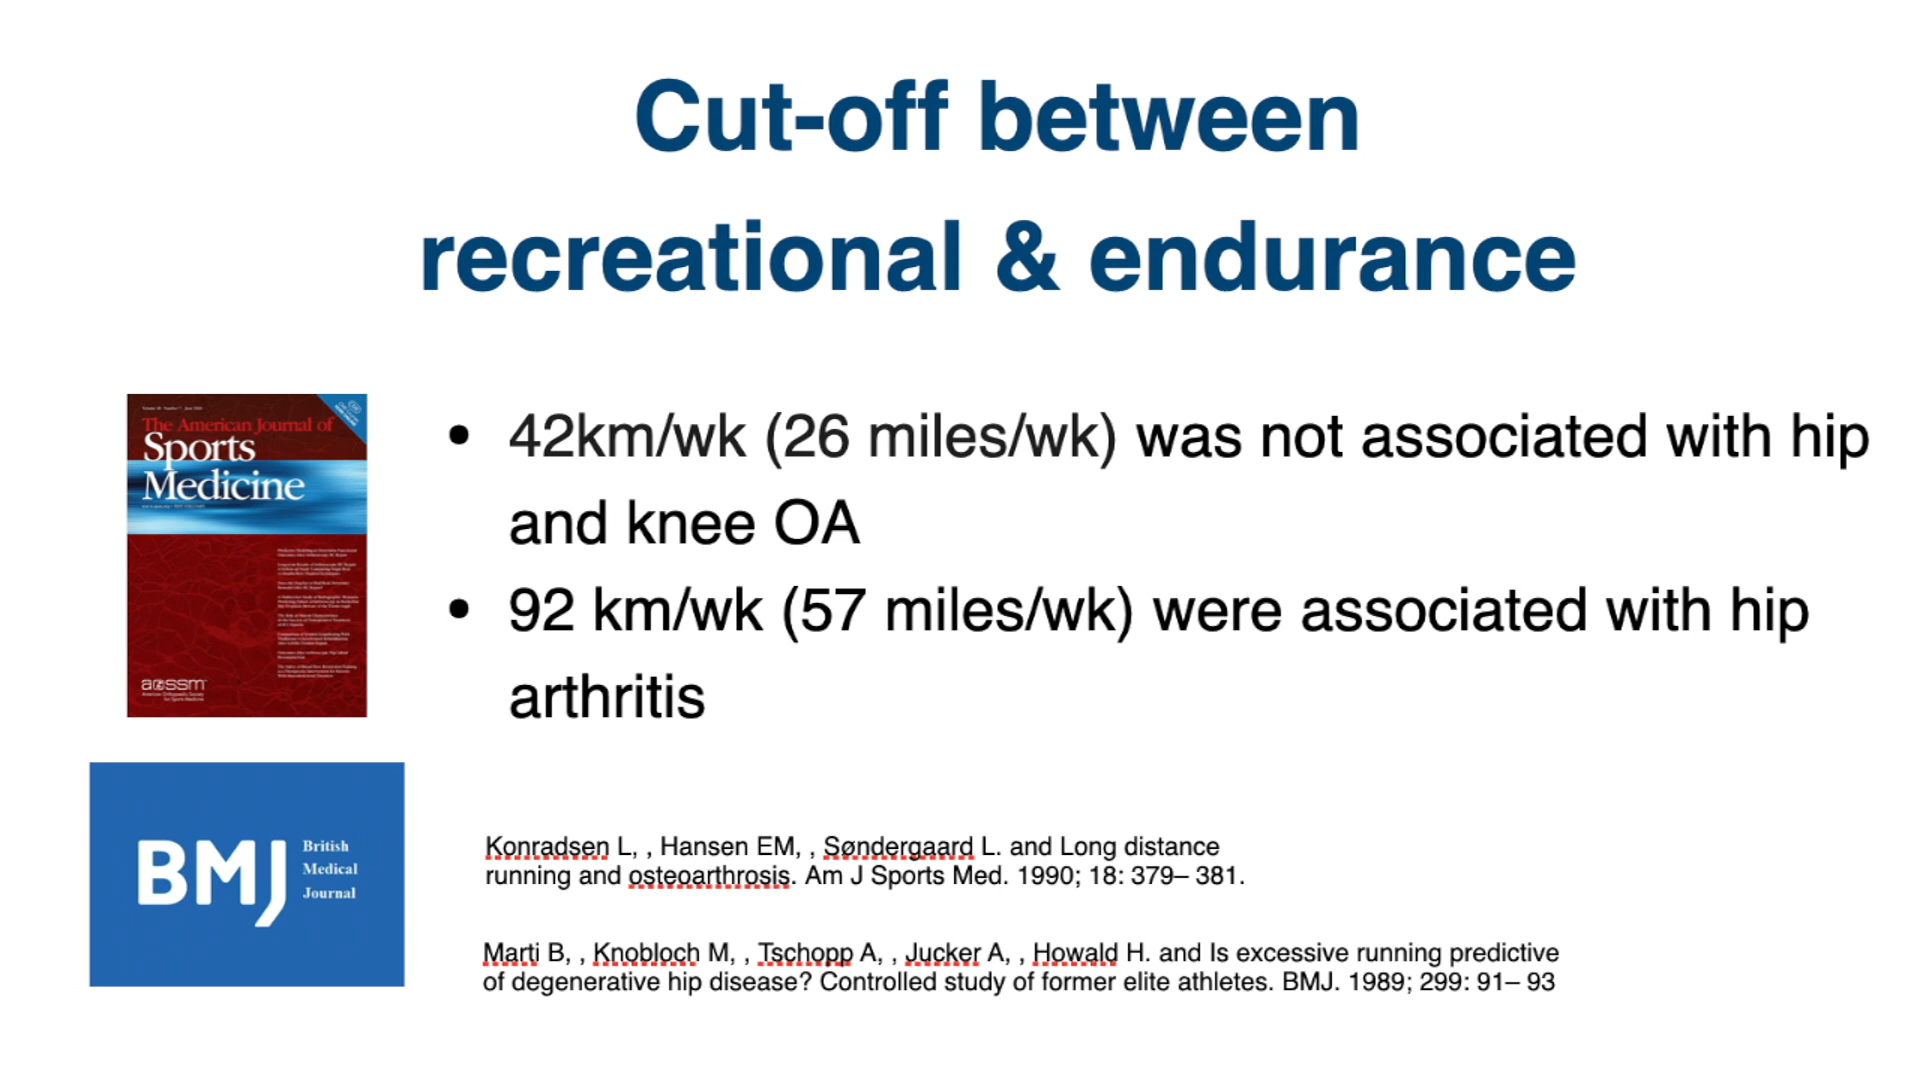 Cut-off between
recreational & endurance
The American Journal of
Sports
Medicine
aossm
• 42km/wk (26 miles/wk) was not associated with hip
and knee OA
• 92 km/wk (57 miles/wk) were associated with hip
arthritis
BMJ
British
Medical
Journal
Konradsen L, , Hansen EM, , Søndergaard L. and Long distance
running and osteoarthrosis. Am J Sports Med. 1990; 18: 379– 381.
Marti B, , Knobloch M, , Tschopp A, , Jucker A, , Howald H. and Is excessive running predictive
of degenerative hip disease? Controlled study of former elite athletes. BMJ. 1989; 299: 91– 93